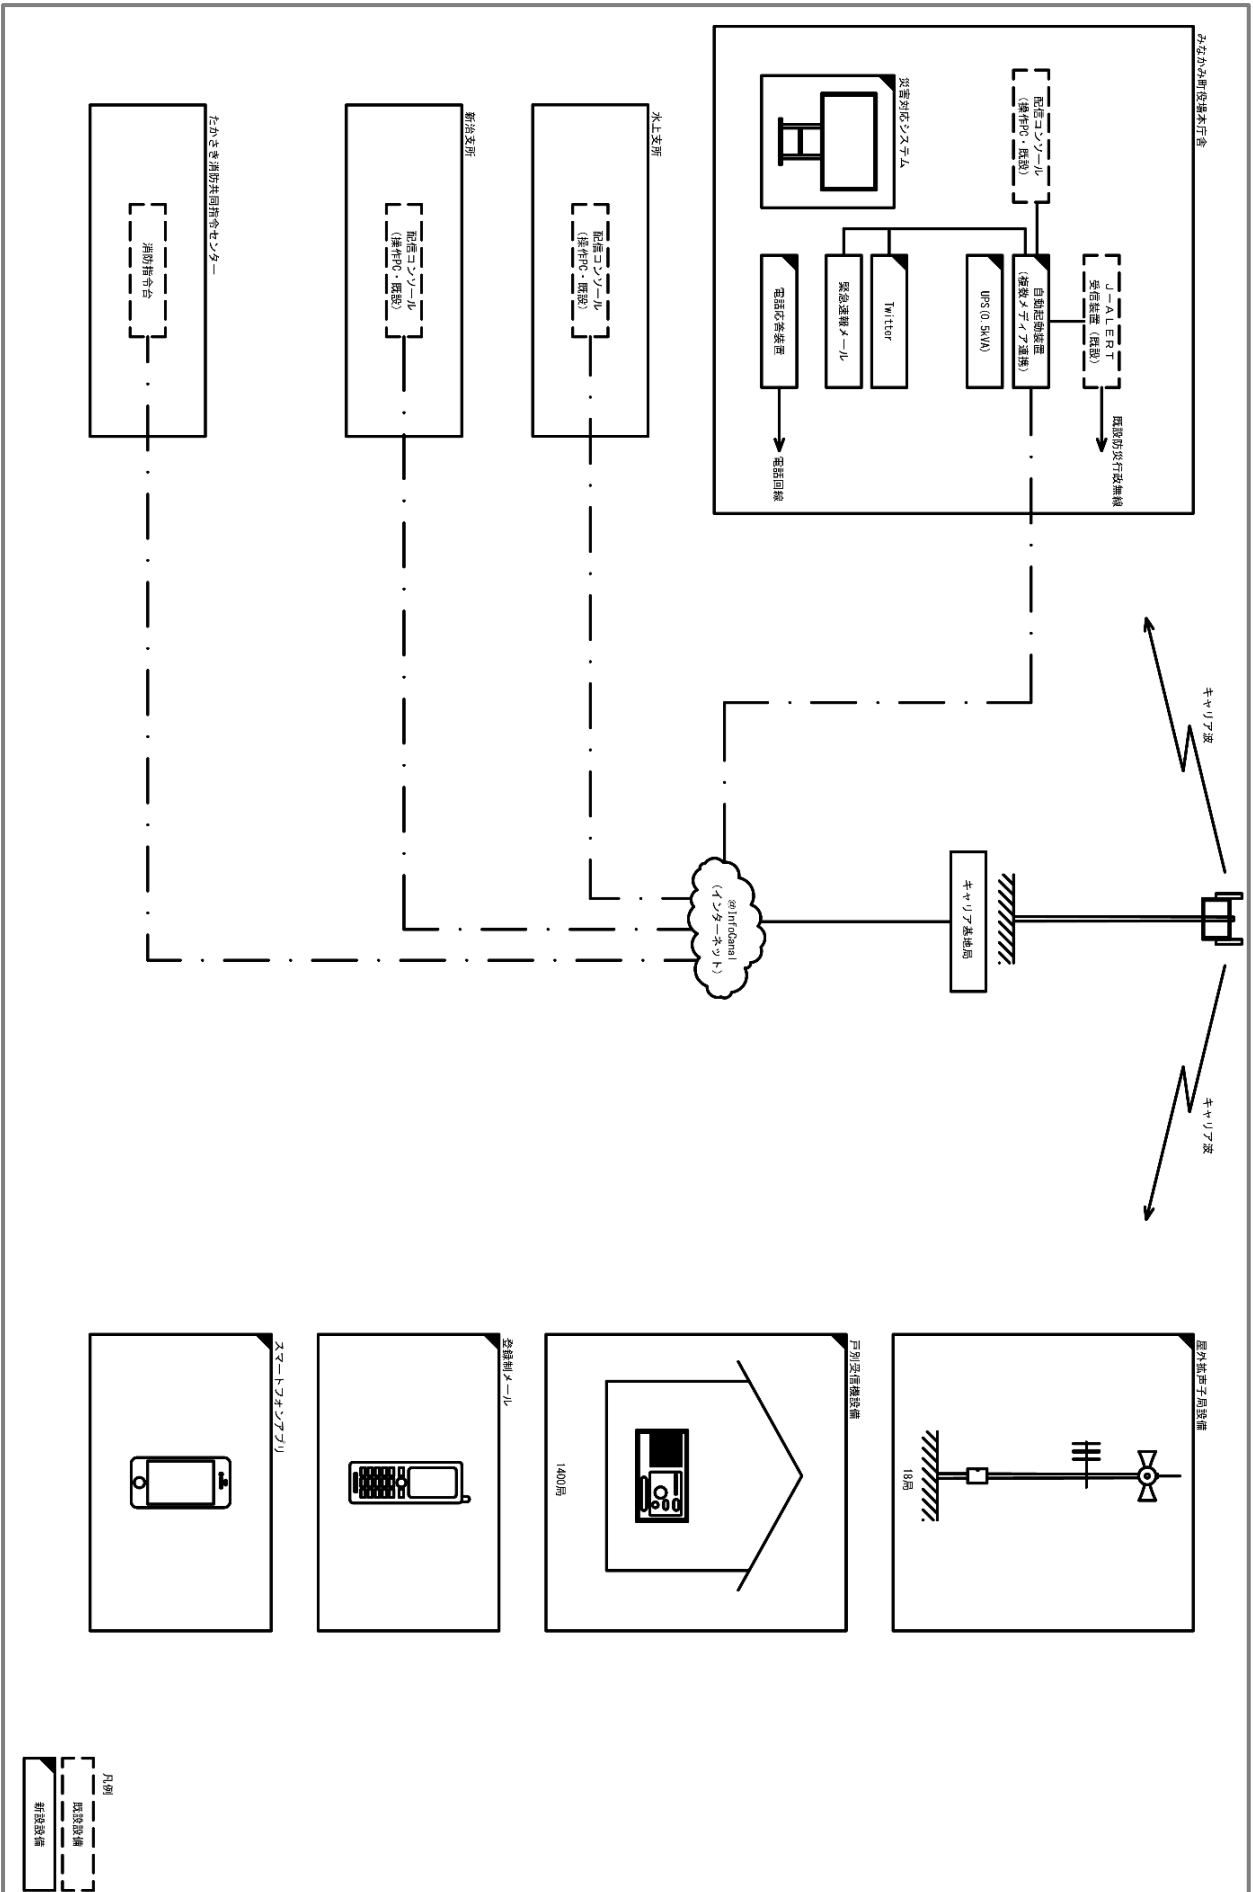 みなかみ町役場本庁舎
配信コンソール
(操作PC・既設)
J－ALERT
受信装置(既設)
既設防災行政無線
自動起動装置
(複数メディア連携)
UPS(0.5kVA)
災害対応システム
Twitter
緊急速報メール
電話応答装置
電話回線
水上支所
配信コンソール
(操作PC・既設)
新治支所
配信コンソール
(操作PC・既設)
たかさき消防共同指令センター
消防指令台
キャリア波
キャリア波
キャリア基地局
@InfoCanal
(インターネット)
屋外拡声子局設備
18局
戸別受信機設備
1400局
登録制メール
スマートフォンアプリ
凡例
既設設備
新設設備